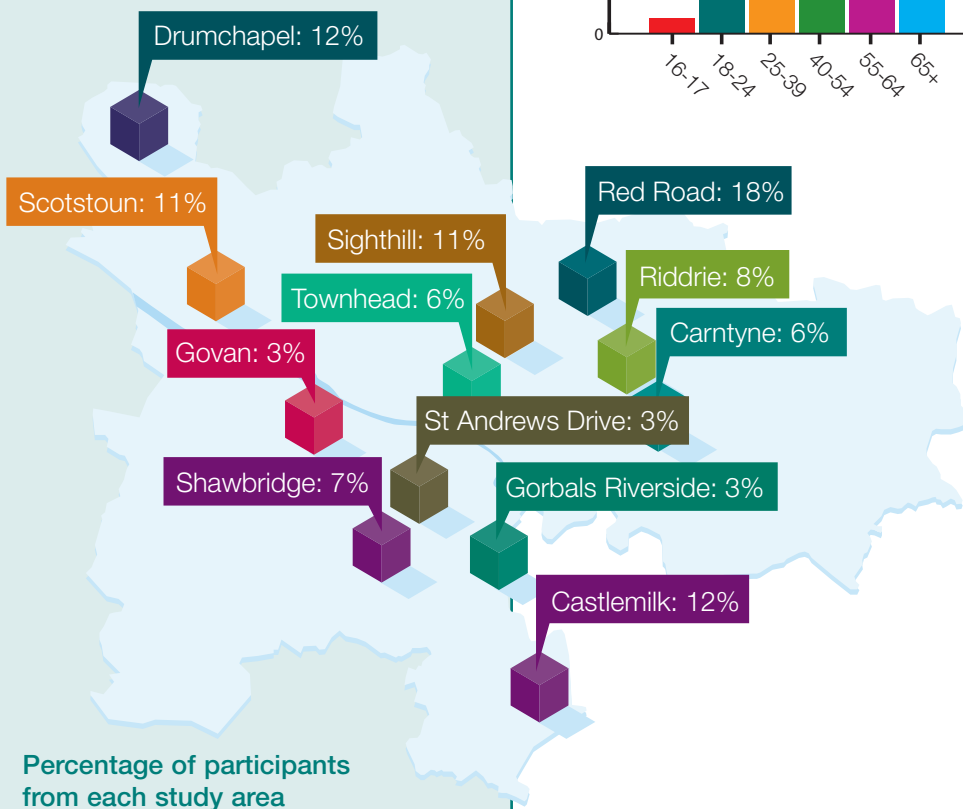 0
16-17
18-24
25-39
40-54
55-64
65+
Drumchapel: 12%
Scotstoun: 11%
Red Road: 18%
Sighthill: 11%
Riddrie: 8%
Townhead: 6%
Carntyne: 6%
Govan: 3%
St Andrews Drive: 3%
Shawbridge: 7%
Gorbals Riverside: 3%
Castlemilk: 12%
Percentage of participants
from each study area